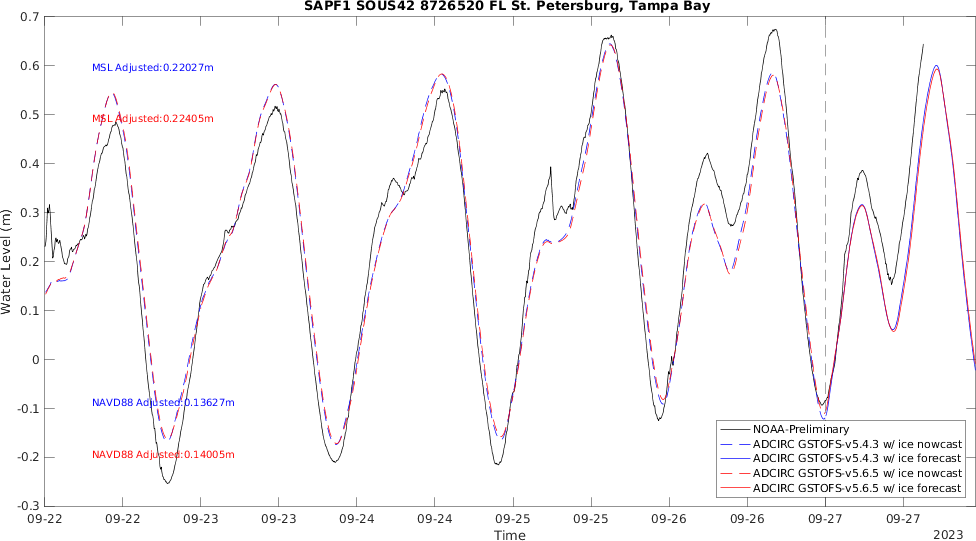 SAPF1 SOUS42 8726520 FL St. Petersburg, Tampa Bay
0.7
0.6
0.5
0.4
0.3
0.2
0.1
0
-0.1
-0.2
-0.3
Water Level (m)
MSL Adjusted:0.22027m
MSL Adjusted:0.22405m
NAVD88 Adjusted:0.13627m
NAVD88 Adjusted:0.14005m
NOAA-Preliminary
ADCIRC GSTOFS-v5.4.3 w/ ice nowcast
ADCIRC GSTOFS-v5.4.3 w/ ice forecast
ADCIRC GSTOFS-v5.6.5 w/ ice nowcast
ADCIRC GSTOFS-v5.6.5 w/ ice forecast
09-22 09-22 09-23 09-23 09-24 09-24 09-25 09-25 09-26 09-26 09-27 09-27
Time
2023